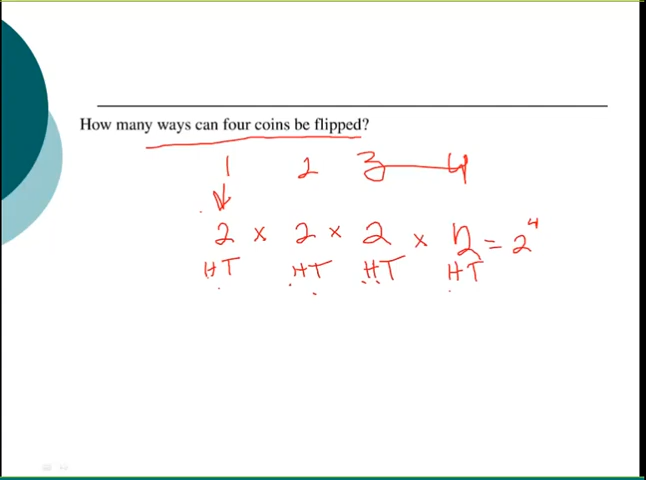 How many ways can four coins be flipped?
1 2 3 4
2 × 2 × 2 × 2 = 2⁴
HT HT HT HT